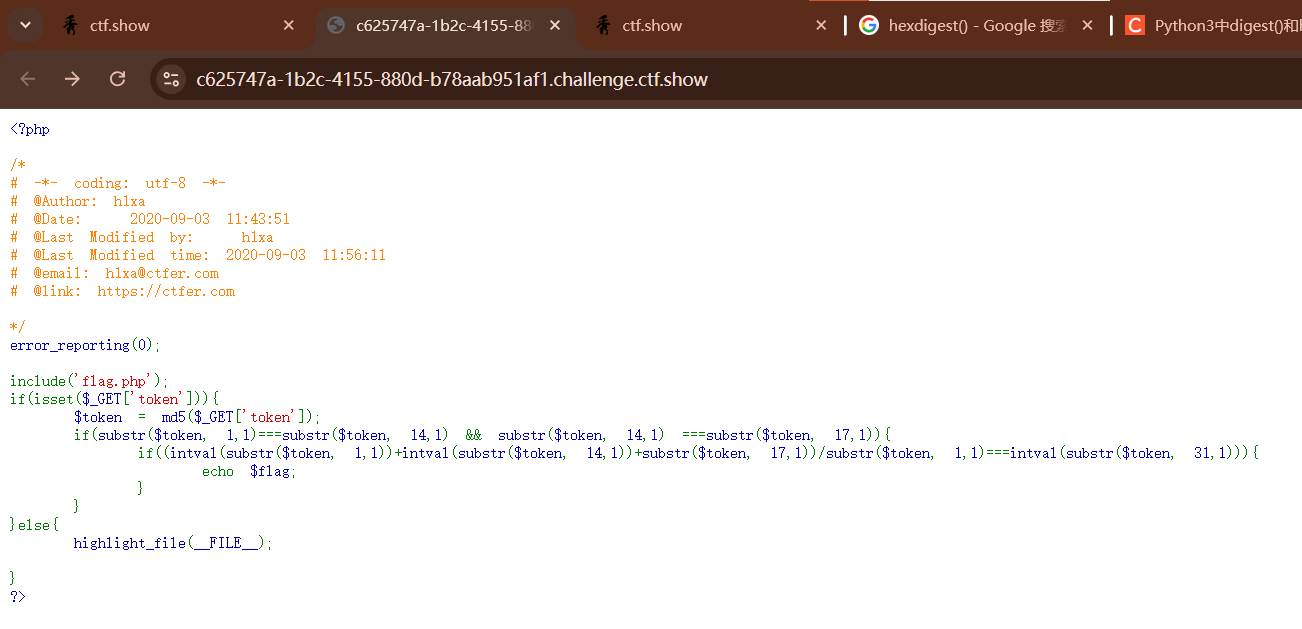 ctf.show
c625747a-1b2c-4155-88
ctf.show
hexdigest() - Google 搜索
Python3中digest()和h
c625747a-1b2c-4155-880d-b78aab951af1.challenge.ctf.show
<?php
/*
# -*- coding: utf-8 -*-
# @Author: h1xa
# @Date:   2020-09-03 11:43:51
# @Last Modified by:   h1xa
# @Last Modified time: 2020-09-03 11:56:11
# @email: h1xa@ctfer.com
# @link: https://ctfer.com
*/
error_reporting(0);
include('flag.php');
if(isset($_GET['token'])){
    $token = md5($_GET['token']);
    if(substr($token, 1,1)===substr($token, 14,1) && substr($token, 14,1) ===substr($token, 17,1)){
        if((intval(substr($token, 1,1))+intval(substr($token, 14,1))+substr($token, 17,1))/substr($token, 1,1)===intval(substr($token, 31,1))){
            echo $flag;
        }
    }
}else{
    highlight_file(__FILE__);
}
?>